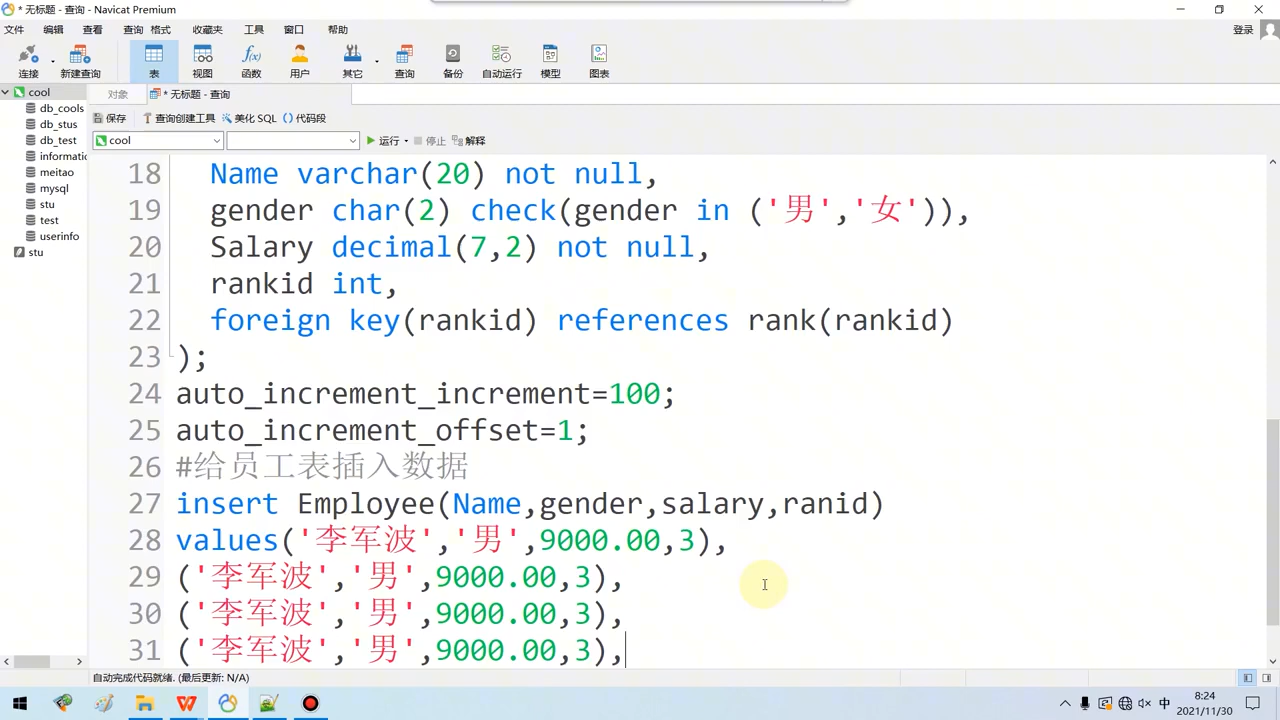 * 无标题 - 查询 - Navicat Premium
文件 编辑 查看 查询 格式 收藏夹 工具 窗口 帮助
登录
连接 新建查询 表 视图 函数 用户 其它 查询 备份 自动运行 模型 图表
cool
db_cools
db_stus
db_test
informati
meitao
mysql
stu
test
userinfo
stu
对象 * 无标题 - 查询
保存 查询创建工具 美化 SQL () 代码段
cool 运行 停止 解释
18 Name varchar(20) not null,
19 gender char(2) check(gender in ('男','女')),
20 Salary decimal(7,2) not null,
21 rankid int,
22 foreign key(rankid) references rank(rankid)
23 );
24 auto_increment_increment=100;
25 auto_increment_offset=1;
26 #给员工表插入数据
27 insert Employee(Name,gender,salary,ranid)
28 values('李军波','男',9000.00,3),
29 ('李军波','男',9000.00,3),
30 ('李军波','男',9000.00,3),
31 ('李军波','男',9000.00,3),
自动完成代码就绪. (最后更新: N/A)
中
8:24
2021/11/30